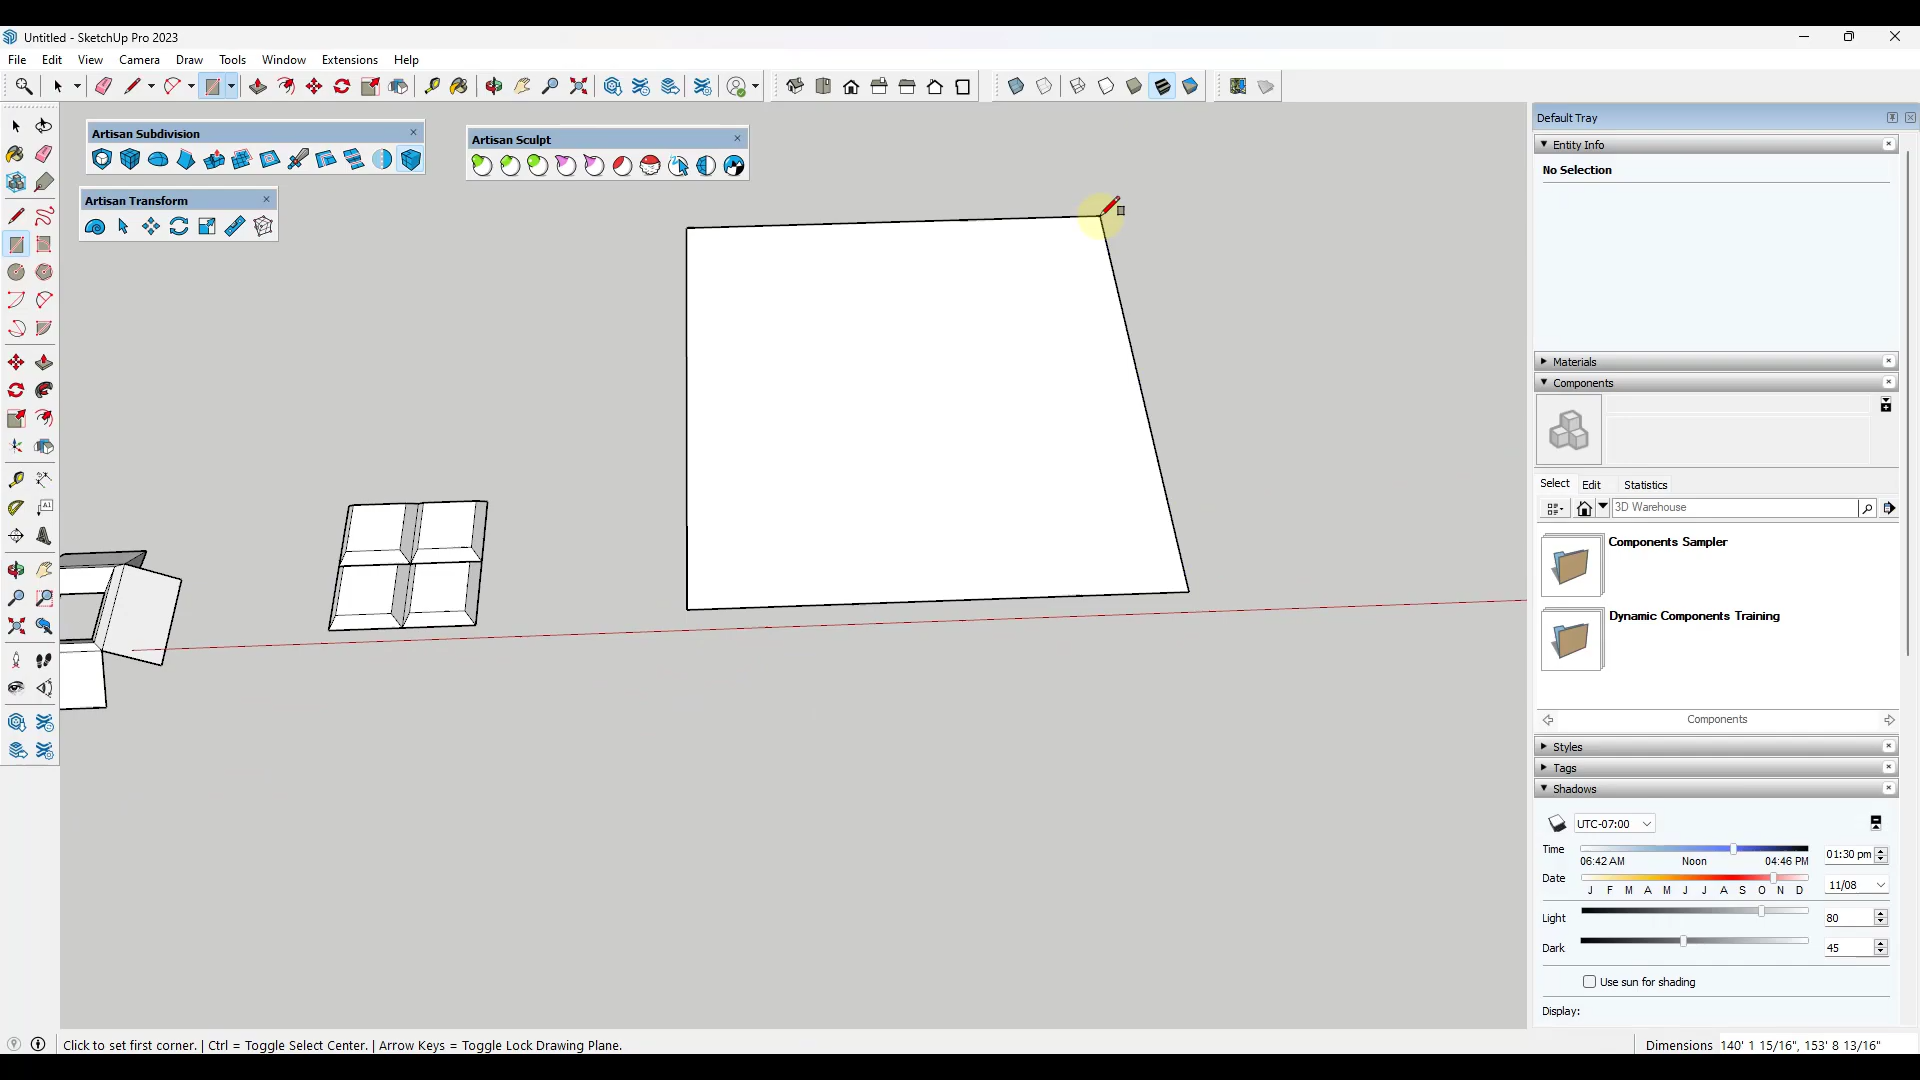 Untitled - SketchUp Pro 2023
File Edit View Camera Draw Tools Window Extensions Help
Default Tray
Artisan Subdivision
Artisan Sculpt
Artisan Transform
Entity Info
No Selection
Materials
Components
Select Edit Statistics
3D Warehouse
Components Sampler
Dynamic Components Training
Components
Styles
Tags
Shadows
UTC-07:00
Time
06:42 AM Noon 04:46 PM
01:30 pm
Date
J F M A M J J A S O N D
11/08
Light
80
Dark
45
Use sun for shading
Display:
Click to set first corner. | Ctrl = Toggle Select Center. | Arrow Keys = Toggle Lock Drawing Plane.
Dimensions 140' 1 15/16", 153' 8 13/16"